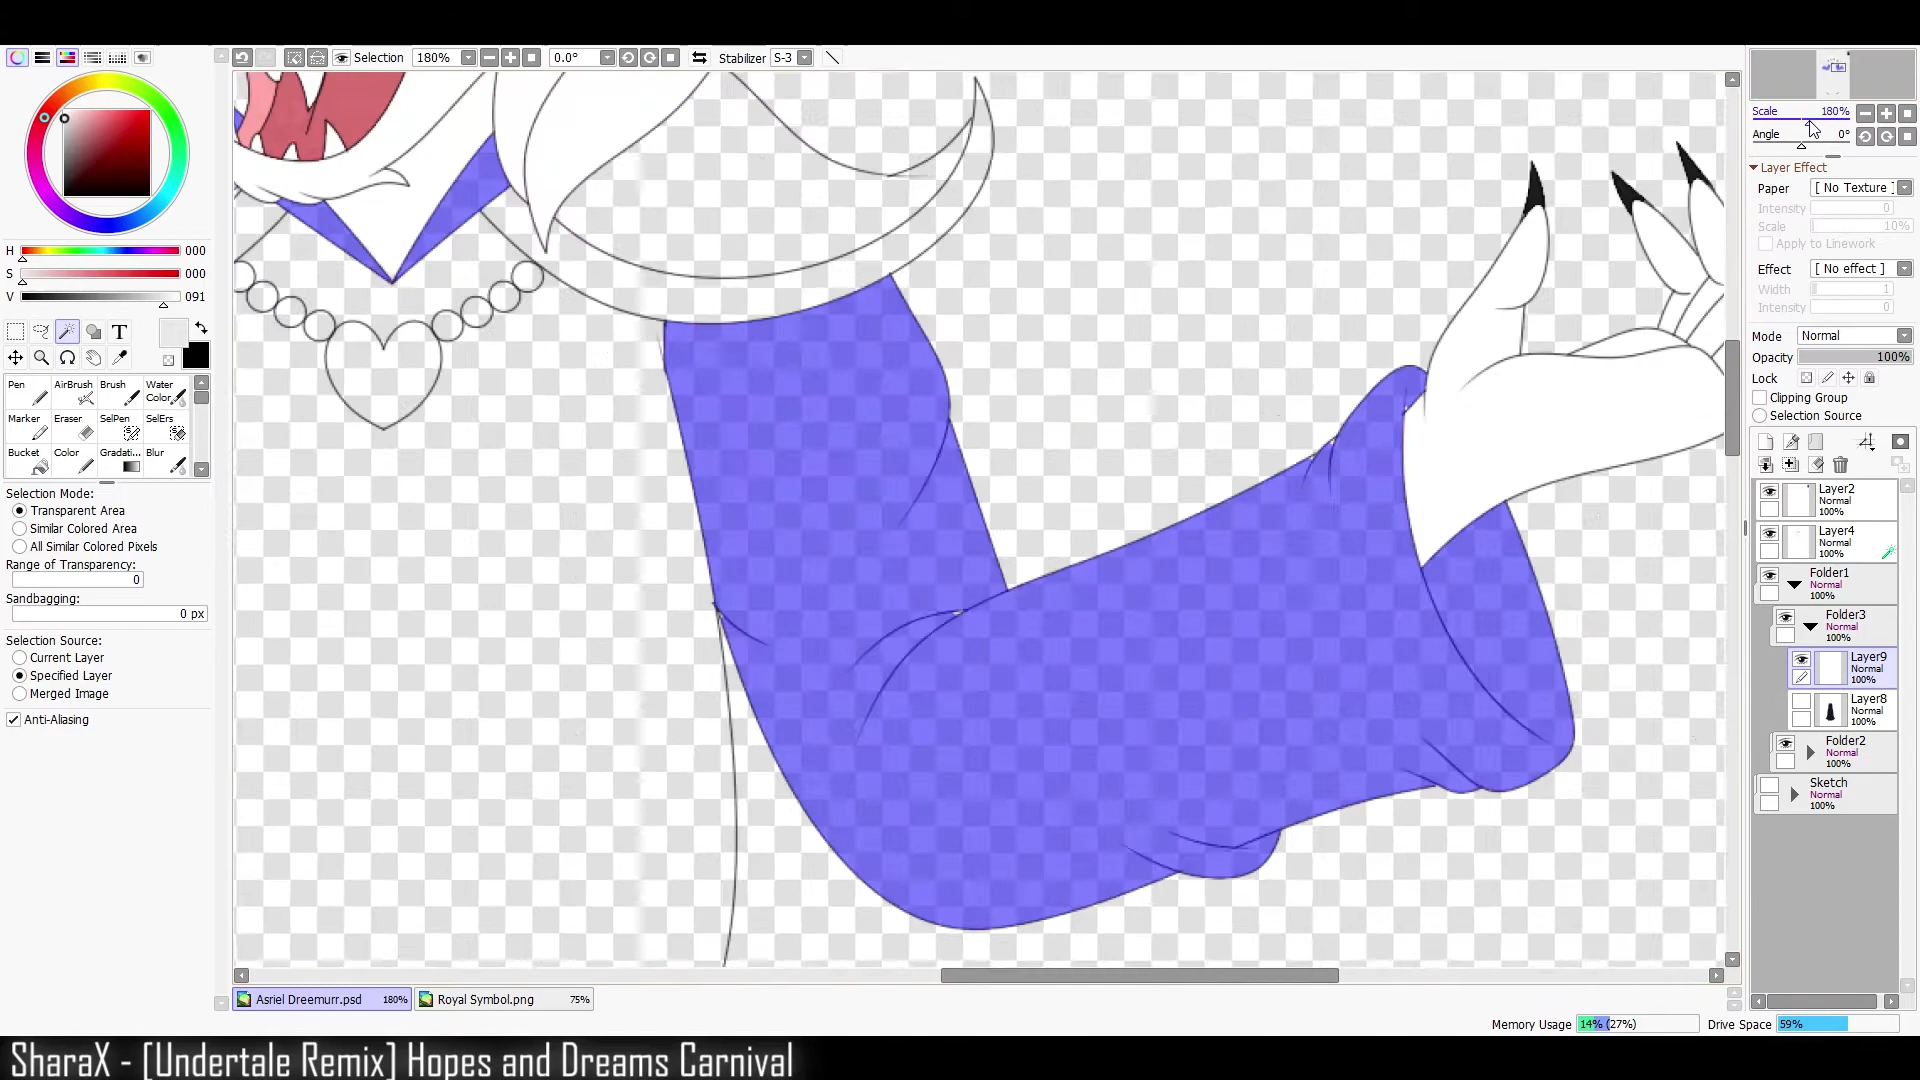 Selection 180% 0.0° Stabilizer S-3
Scale 180%
Angle 0°
Layer Effect
Paper [ No Texture ]
Intensity 0
Scale 10%
Apply to Linework
Effect [ No effect ]
Width 1
Intensity 0
Mode Normal
Opacity 100%
Lock
Clipping Group
Selection Source
Layer2
Normal
100%
Layer4
Normal
100%
Folder1
Normal
100%
Folder3
Normal
100%
Layer9
Normal
100%
Layer8
Normal
100%
Folder2
Normal
100%
Sketch
Normal
100%
H 000
S 000
V 091
T
Pen AirBrush Brush Water Color
Marker Eraser SelPen SelErs
Bucket Color Gradati... Blur
Selection Mode:
Transparent Area
Similar Colored Area
All Similar Colored Pixels
Range of Transparency:
0
Sandbagging:
0 px
Selection Source:
Current Layer
Specified Layer
Merged Image
Anti-Aliasing
Asriel Dreemurr.psd 180% Royal Symbol.png 75%
Memory Usage 14% (27%) Drive Space 59%
SharaX - [Undertale Remix] Hopes and Dreams Carnival